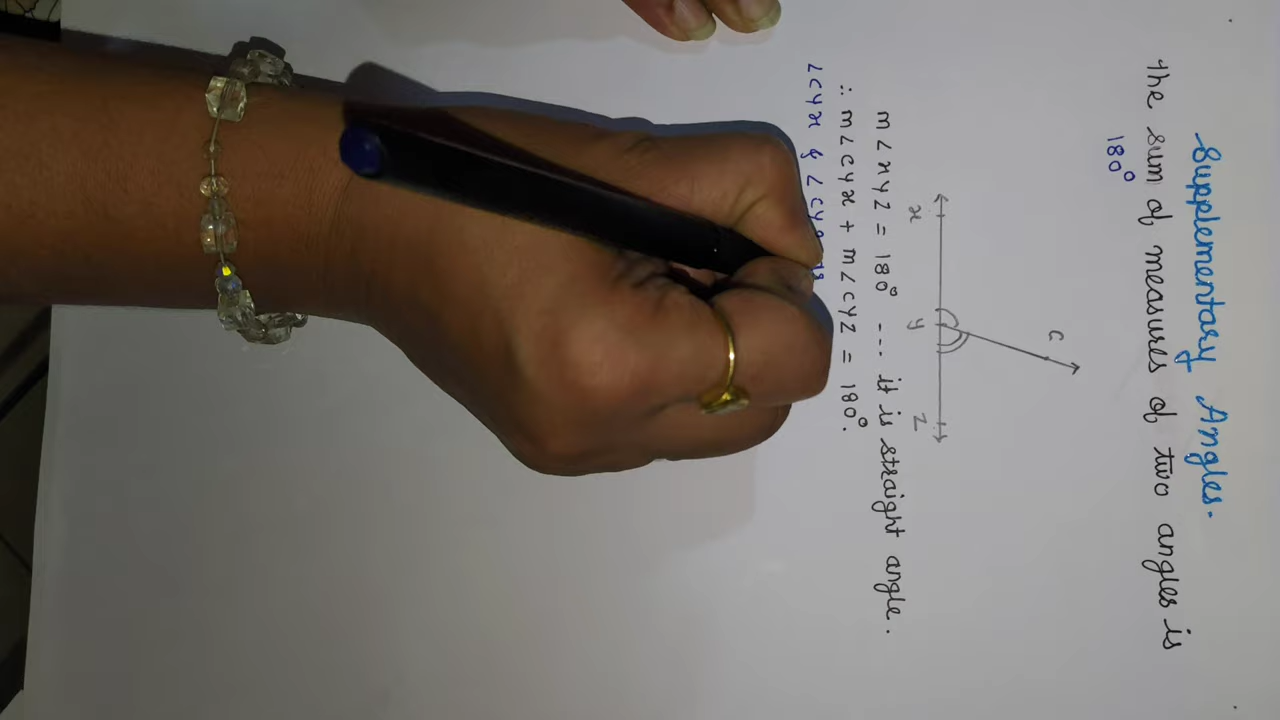 Supplementary Angles.
The sum of measures of two angles is
180°
C
x y z
m∠xyz = 180° --- it is straight angle.
∴ m∠cyx + m∠cyz = 180°.
∠cyx & ∠cyz